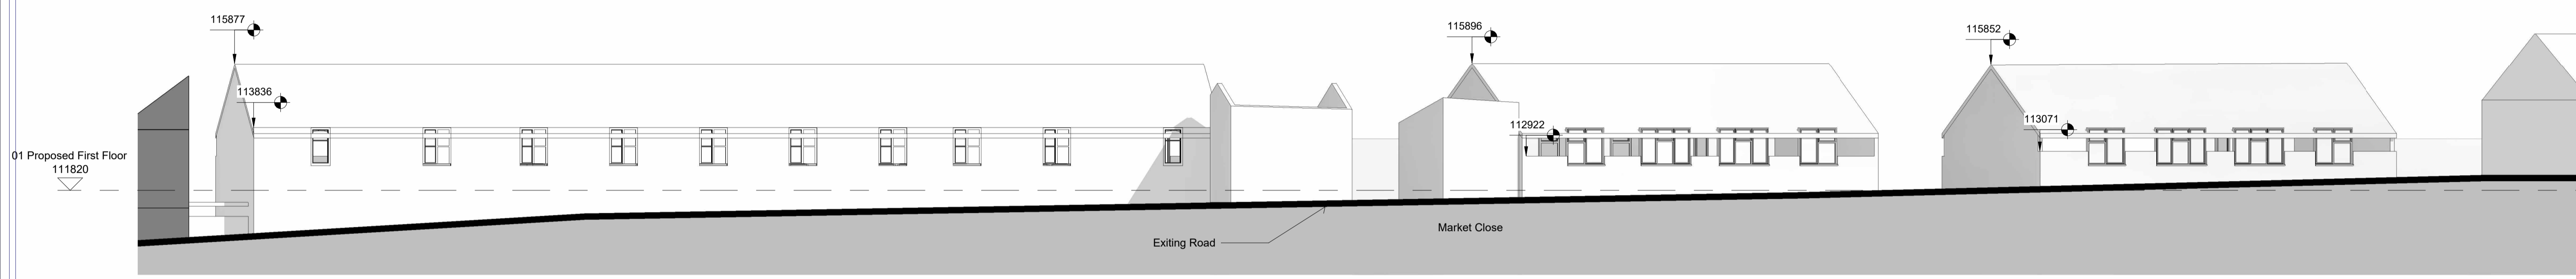 115877
113836
01 Proposed First Floor
111820
115896
112922
115852
113071
Market Close
Exiting Road